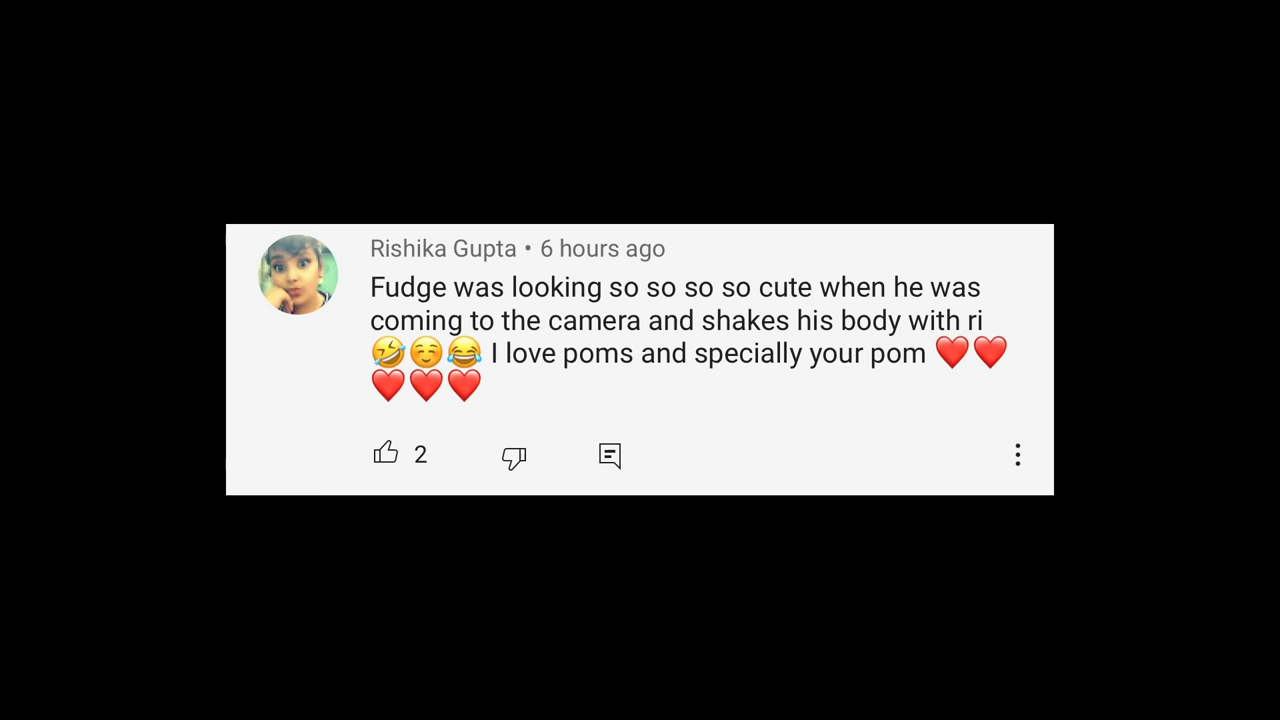 Rishika Gupta • 6 hours ago
Fudge was looking so so so so cute when he was
coming to the camera and shakes his body with ri
🤣☺️😂 I love poms and specially your pom ❤️❤️
❤️❤️❤️
2